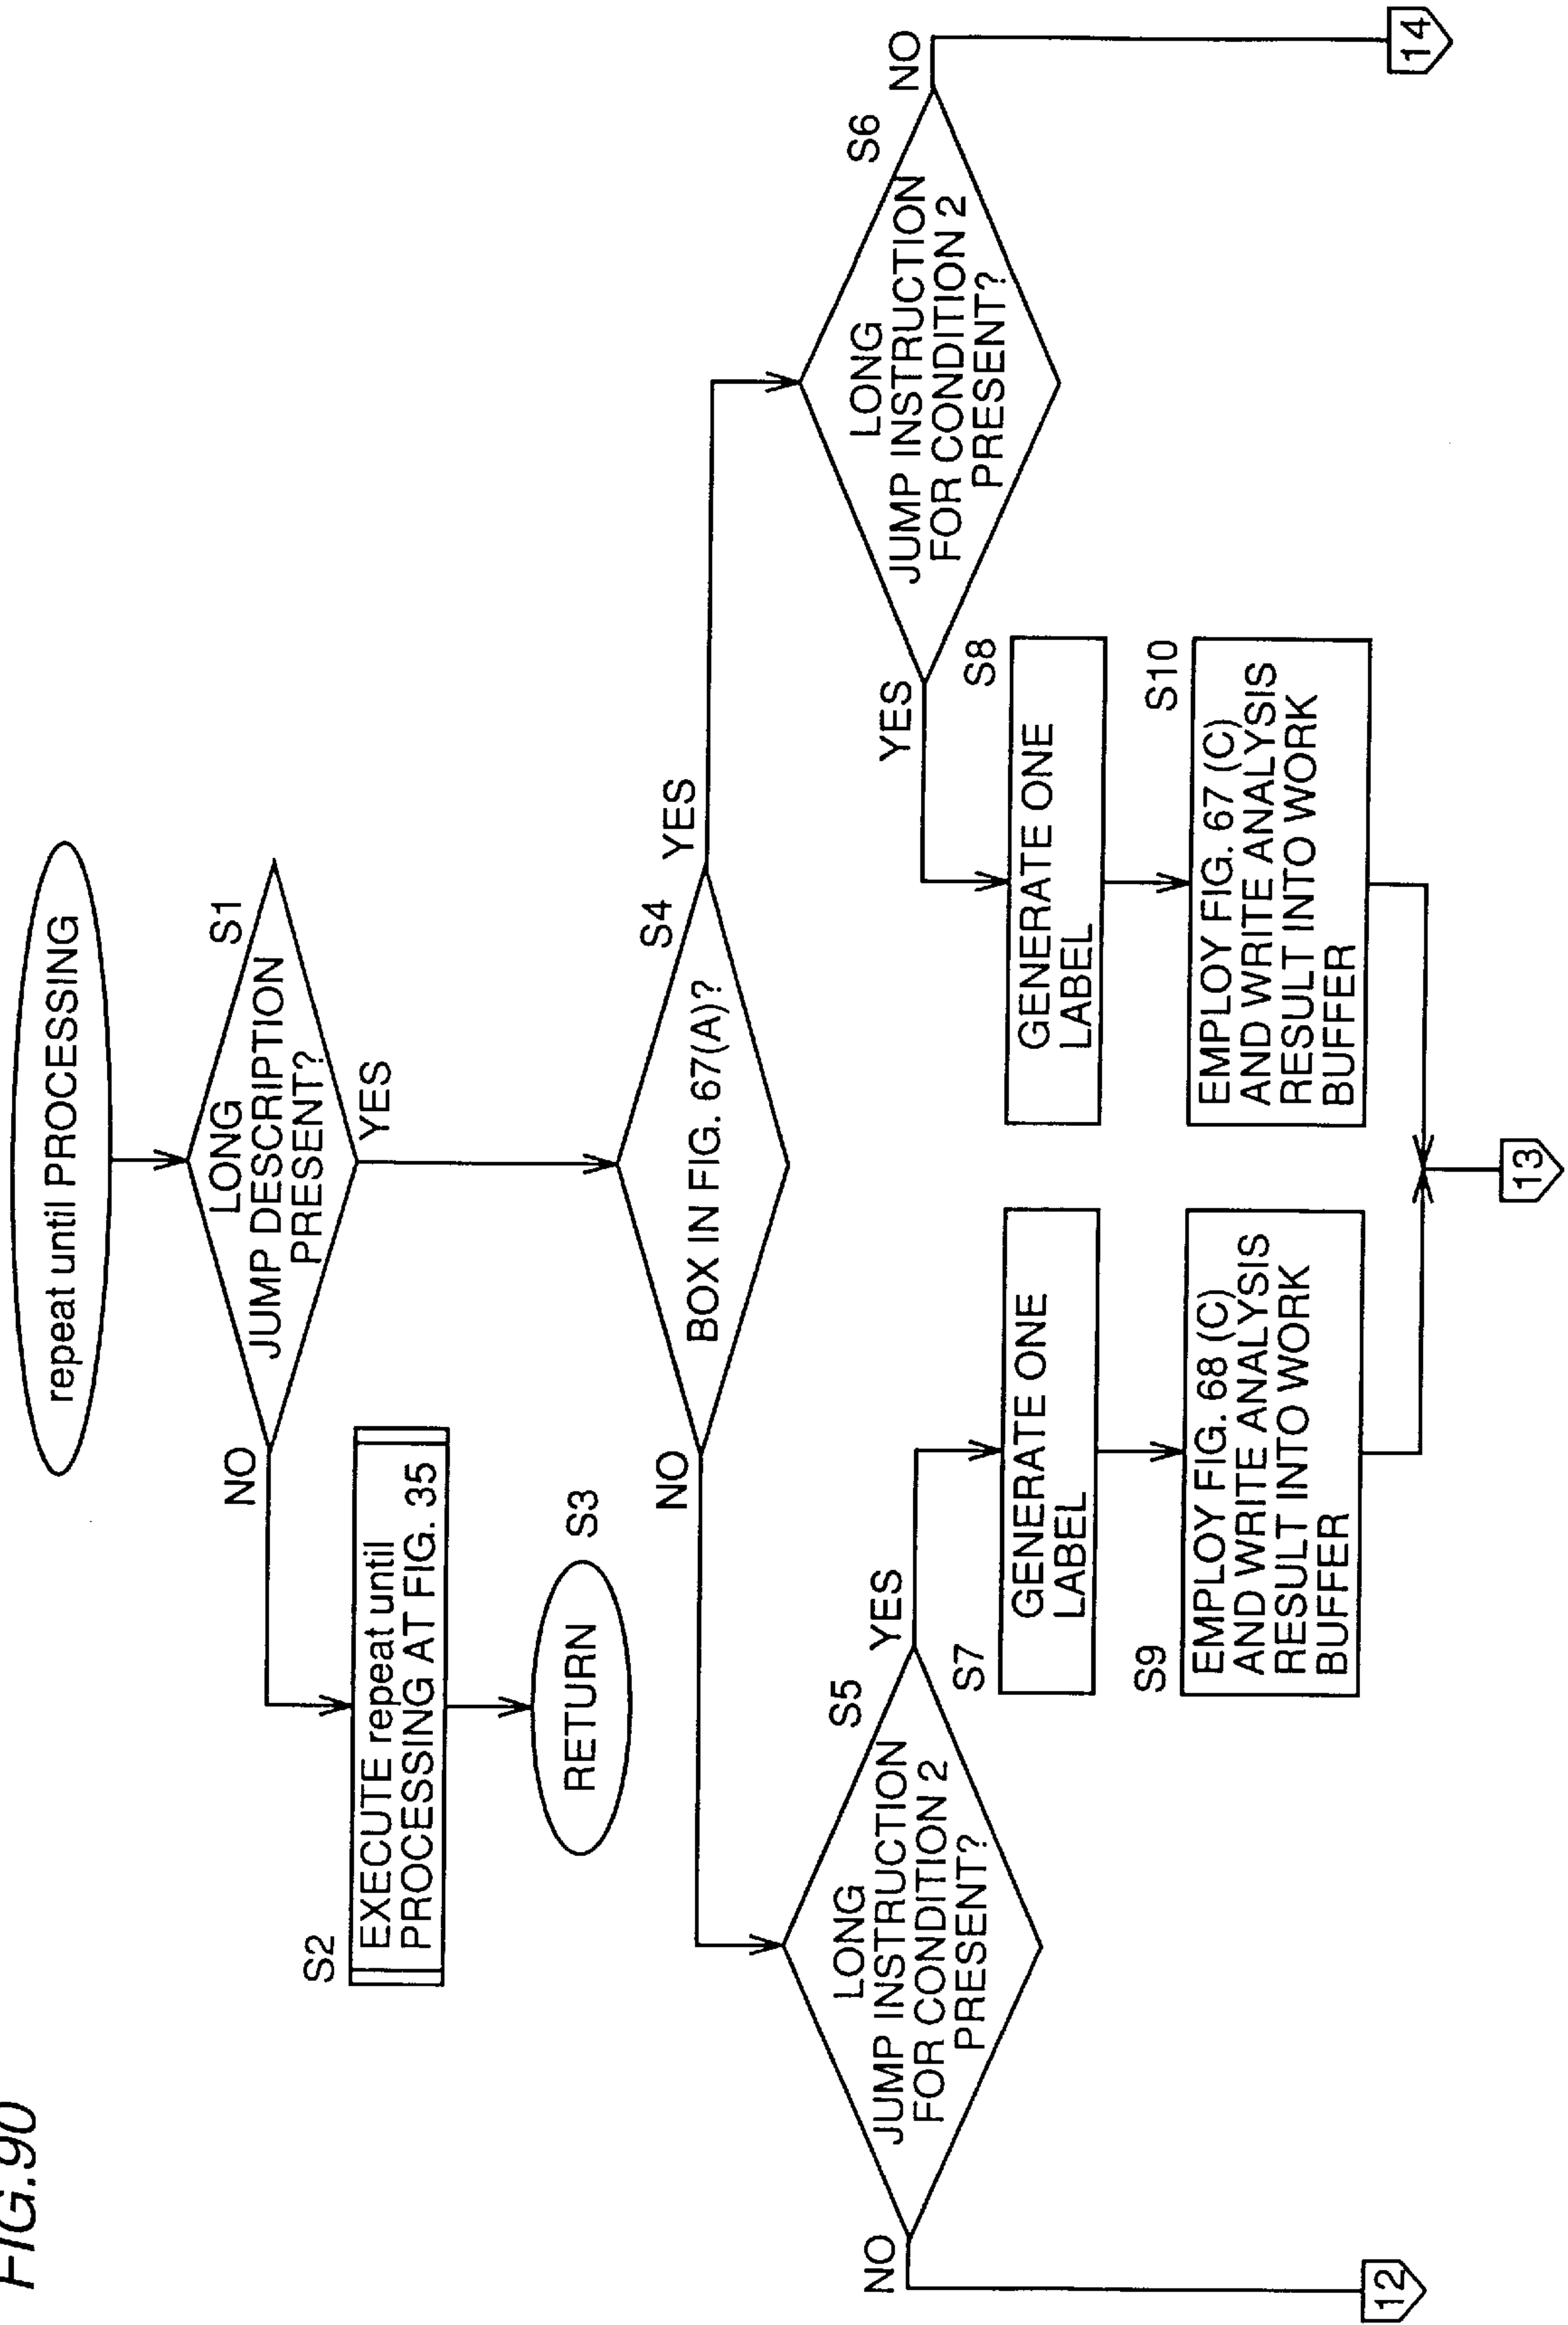 FIG.90
repeat until PROCESSING
S1
LONG
JUMP DESCRIPTION
PRESENT?
NO
YES
S2
EXECUTE repeat until
PROCESSING AT FIG. 35
RETURN
S3
S4
BOX IN FIG. 67(A)?
NO
YES
S5
LONG
JUMP INSTRUCTION
FOR CONDITION 2
PRESENT?
NO
YES
S6
LONG
JUMP INSTRUCTION
FOR CONDITION 2
PRESENT?
YES
NO
S7
GENERATE ONE
LABEL
S8
GENERATE ONE
LABEL
S9
EMPLOY FIG. 68 (C)
AND WRITE ANALYSIS
RESULT INTO WORK
BUFFER
S10
EMPLOY FIG. 67 (C)
AND WRITE ANALYSIS
RESULT INTO WORK
BUFFER
12
13
14